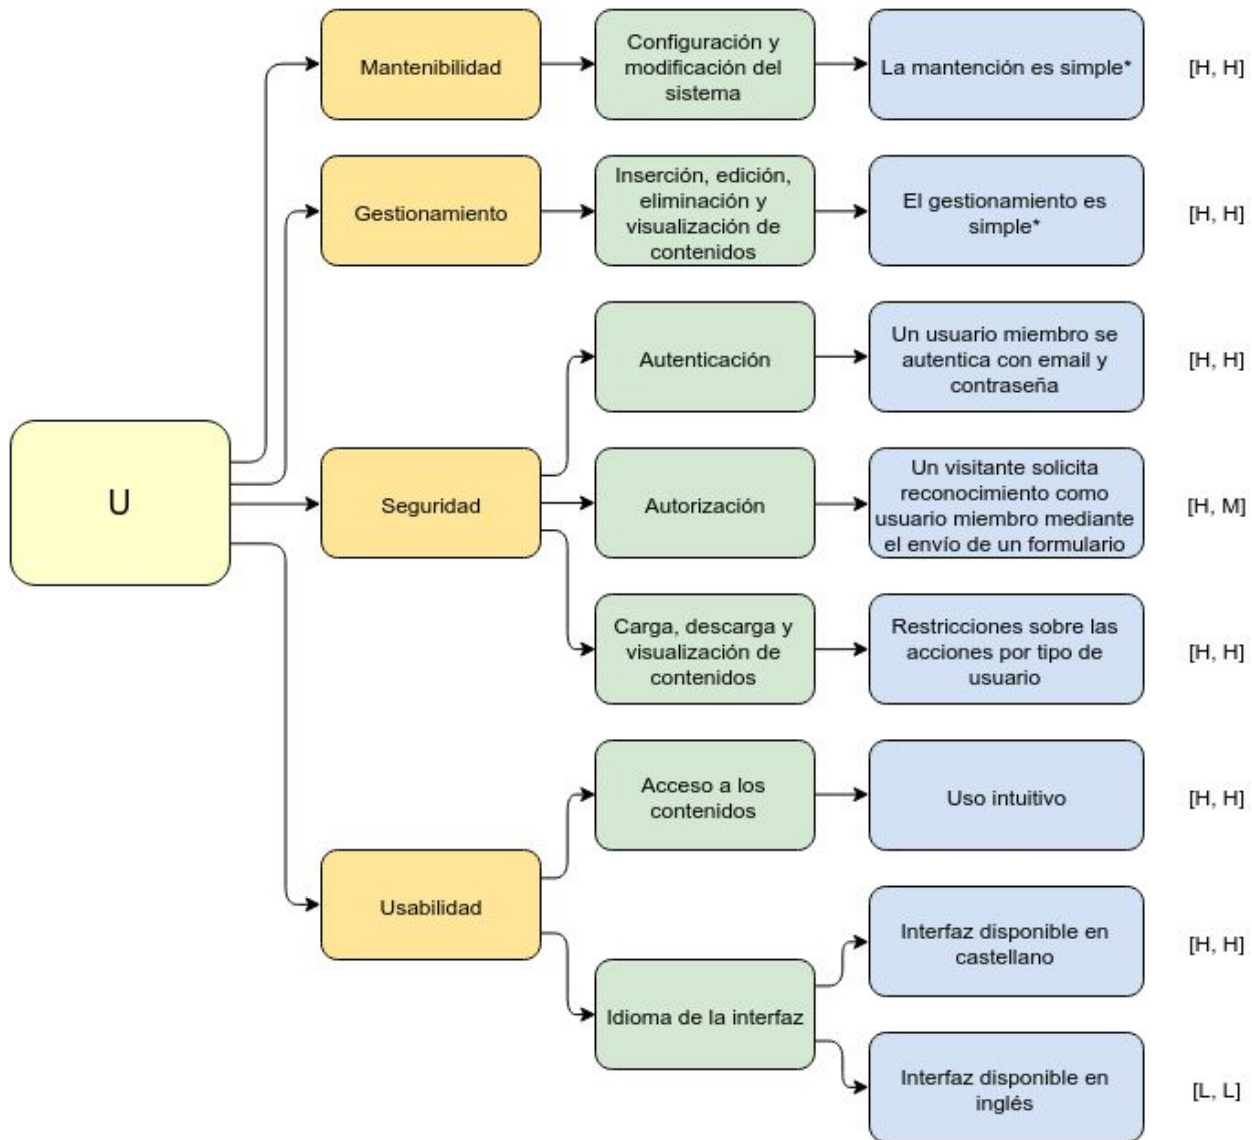 Mantenibilidad
Configuración y
modificación del
sistema
La mantención es simple*
[H, H]
Gestionamiento
Inserción, edición,
eliminación y
visualización de
contenidos
El gestionamiento es
simple*
[H, H]
Autenticación
Un usuario miembro se
autentica con email y
contraseña
[H, H]
U
Seguridad
Autorización
Un visitante solicita
reconocimiento como
usuario miembro mediante
el envío de un formulario
[H, M]
Carga, descarga y
visualización de
contenidos
Restricciones sobre las
acciones por tipo de
usuario
[H, H]
Usabilidad
Acceso a los
contenidos
Uso intuitivo
[H, H]
Idioma de la interfaz
Interfaz disponible en
castellano
[H, H]
Interfaz disponible en
inglés
[L, L]